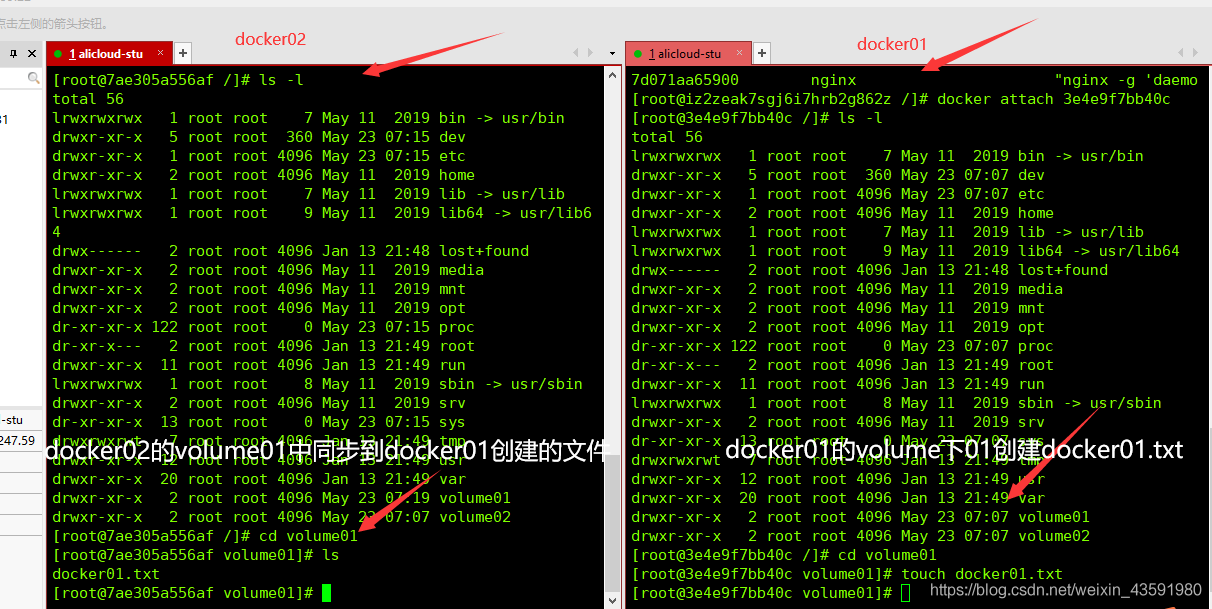 点击左侧的箭头按钮。
docker02
docker01
1 alicloud-stu
[root@7ae305a556af /]# ls -l
total 56
lrwxrwxrwx 1 root root 7 May 11 2019 bin -> usr/bin
drwxr-xr-x 5 root root 360 May 23 07:15 dev
drwxr-xr-x 1 root root 4096 May 23 07:15 etc
drwxr-xr-x 2 root root 4096 May 11 2019 home
lrwxrwxrwx 1 root root 7 May 11 2019 lib -> usr/lib
lrwxrwxrwx 1 root root 9 May 11 2019 lib64 -> usr/lib6
4
drwx------ 2 root root 4096 Jan 13 21:48 lost+found
drwxr-xr-x 2 root root 4096 May 11 2019 media
drwxr-xr-x 2 root root 4096 May 11 2019 mnt
drwxr-xr-x 2 root root 4096 May 11 2019 opt
dr-xr-xr-x 122 root root 0 May 23 07:15 proc
dr-xr-x--- 2 root root 4096 Jan 13 21:49 root
drwxr-xr-x 11 root root 4096 Jan 13 21:49 run
lrwxrwxrwx 1 root root 8 May 11 2019 sbin -> usr/sbin
drwxr-xr-x 2 root root 4096 May 11 2019 srv
dr-xr-xr-x 13 root root 0 May 23 07:15 sys
drwxrwxrwt 7 root root 4096 Jan 13 21:49 tmp
docker02的volume01中同步到docker01创建的文件
drwxr-xr-x 12 root root 4096 Jan 13 21:49 usr
drwxr-xr-x 20 root root 4096 Jan 13 21:49 var
drwxr-xr-x 2 root root 4096 May 23 07:19 volume01
drwxr-xr-x 2 root root 4096 May 23 07:07 volume02
[root@7ae305a556af /]# cd volume01
[root@7ae305a556af volume01]# ls
docker01.txt
[root@7ae305a556af volume01]#
1 alicloud-stu
7d071aa65900 nginx "nginx -g 'daemo
[root@iz2zeak7sgj6i7hrb2g862z /]# docker attach 3e4e9f7bb40c
[root@3e4e9f7bb40c /]# ls -l
total 56
lrwxrwxrwx 1 root root 7 May 11 2019 bin -> usr/bin
drwxr-xr-x 5 root root 360 May 23 07:07 dev
drwxr-xr-x 1 root root 4096 May 23 07:07 etc
drwxr-xr-x 2 root root 4096 May 11 2019 home
lrwxrwxrwx 1 root root 7 May 11 2019 lib -> usr/lib
lrwxrwxrwx 1 root root 9 May 11 2019 lib64 -> usr/lib64
drwx------ 2 root root 4096 Jan 13 21:48 lost+found
drwxr-xr-x 2 root root 4096 May 11 2019 media
drwxr-xr-x 2 root root 4096 May 11 2019 mnt
drwxr-xr-x 2 root root 4096 May 11 2019 opt
dr-xr-xr-x 122 root root 0 May 23 07:07 proc
dr-xr-x--- 2 root root 4096 Jan 13 21:49 root
drwxr-xr-x 11 root root 4096 Jan 13 21:49 run
lrwxrwxrwx 1 root root 8 May 11 2019 sbin -> usr/sbin
drwxr-xr-x 2 root root 4096 May 11 2019 srv
dr-xr-xr-x 13 root root 0 May 23 07:07 sys
docker01的volume下01创建docker01.txt
drwxrwxrwt 7 root root 4096 Jan 13 21:49 tmp
drwxr-xr-x 12 root root 4096 Jan 13 21:49 usr
drwxr-xr-x 20 root root 4096 Jan 13 21:49 var
drwxr-xr-x 2 root root 4096 May 23 07:07 volume01
drwxr-xr-x 2 root root 4096 May 23 07:07 volume02
[root@3e4e9f7bb40c /]# cd volume01
[root@3e4e9f7bb40c volume01]# touch docker01.txt
[root@3e4e9f7bb40c volume01]#
-stu
247.59
https://blog.csdn.net/weixin_43591980